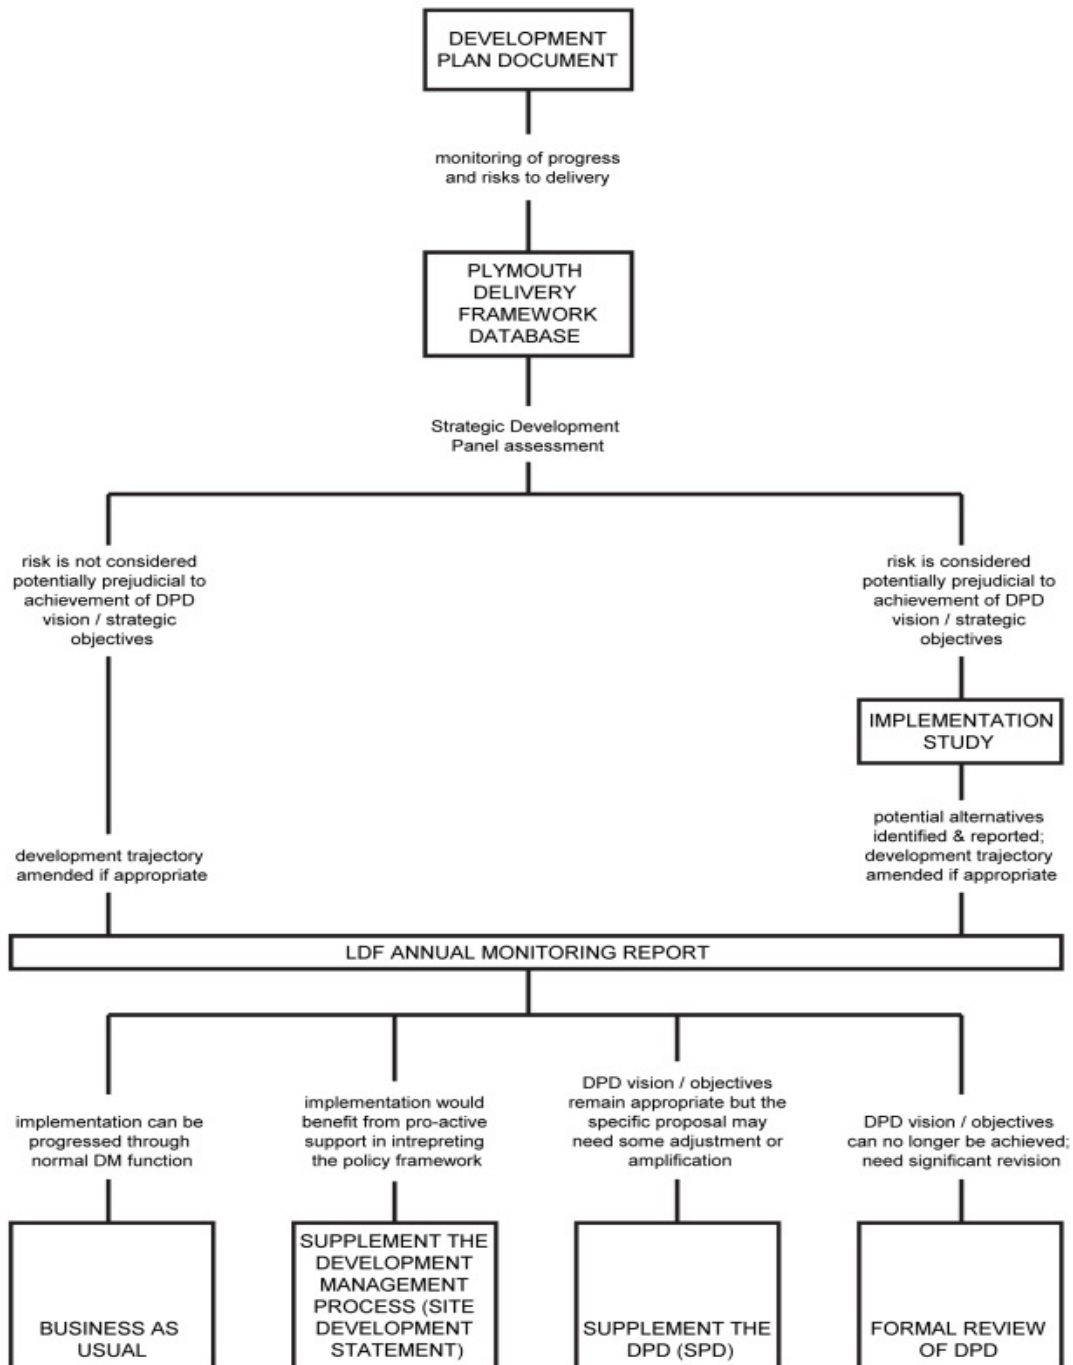 DEVELOPMENT
PLAN DOCUMENT
monitoring of progress
and risks to delivery
PLYMOUTH
DELIVERY
FRAMEWORK
DATABASE
Strategic Development
Panel assessment
risk is not considered
potentially prejudicial to
achievement of DPD
vision / strategic
objectives
risk is considered
potentially prejudicial to
achievement of DPD
vision / strategic
objectives
IMPLEMENTATION
STUDY
development trajectory
amended if appropriate
potential alternatives
identified & reported;
development trajectory
amended if appropriate
LDF ANNUAL MONITORING REPORT
implementation can be
progressed through
normal DM function
implementation would
benefit from pro-active
support in intrepreting
the policy framework
DPD vision / objectives
remain appropriate but the
specific proposal may
need some adjustment or
amplification
DPD vision / objectives
can no longer be achieved;
need significant revision
BUSINESS AS
USUAL
SUPPLEMENT THE
DEVELOPMENT
MANAGEMENT
PROCESS (SITE
DEVELOPMENT
STATEMENT)
SUPPLEMENT THE
DPD (SPD)
FORMAL REVIEW
OF DPD